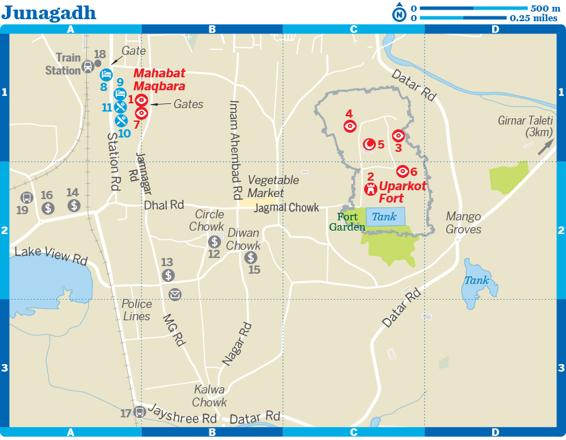 Junagadh
N
0 500 m
0 0.25 miles
A
B
C
D
1
2
3
1
2
3
Train
Station
18
Gate
8
9
11
10
Mahabat
Maqbara
1
7
Gates
Station Rd
Jamnagar
Rd
Imam Ahembad Rd
Datar Rd
Girnar Taleti
(3km)
4
5
3
6
2
Uparkot
Fort
Fort
Garden
Tank
Vegetable
Market
Jagmal Chowk
Dhal Rd
19
16
14
Circle
Chowk
12
Diwan
Chowk
15
Mango
Groves
Lake View Rd
13
Police
Lines
MG Rd
Nagar Rd
Datar Rd
Tank
Kalwa
Chowk
17
Jayshree Rd
Datar Rd
A
B
C
D